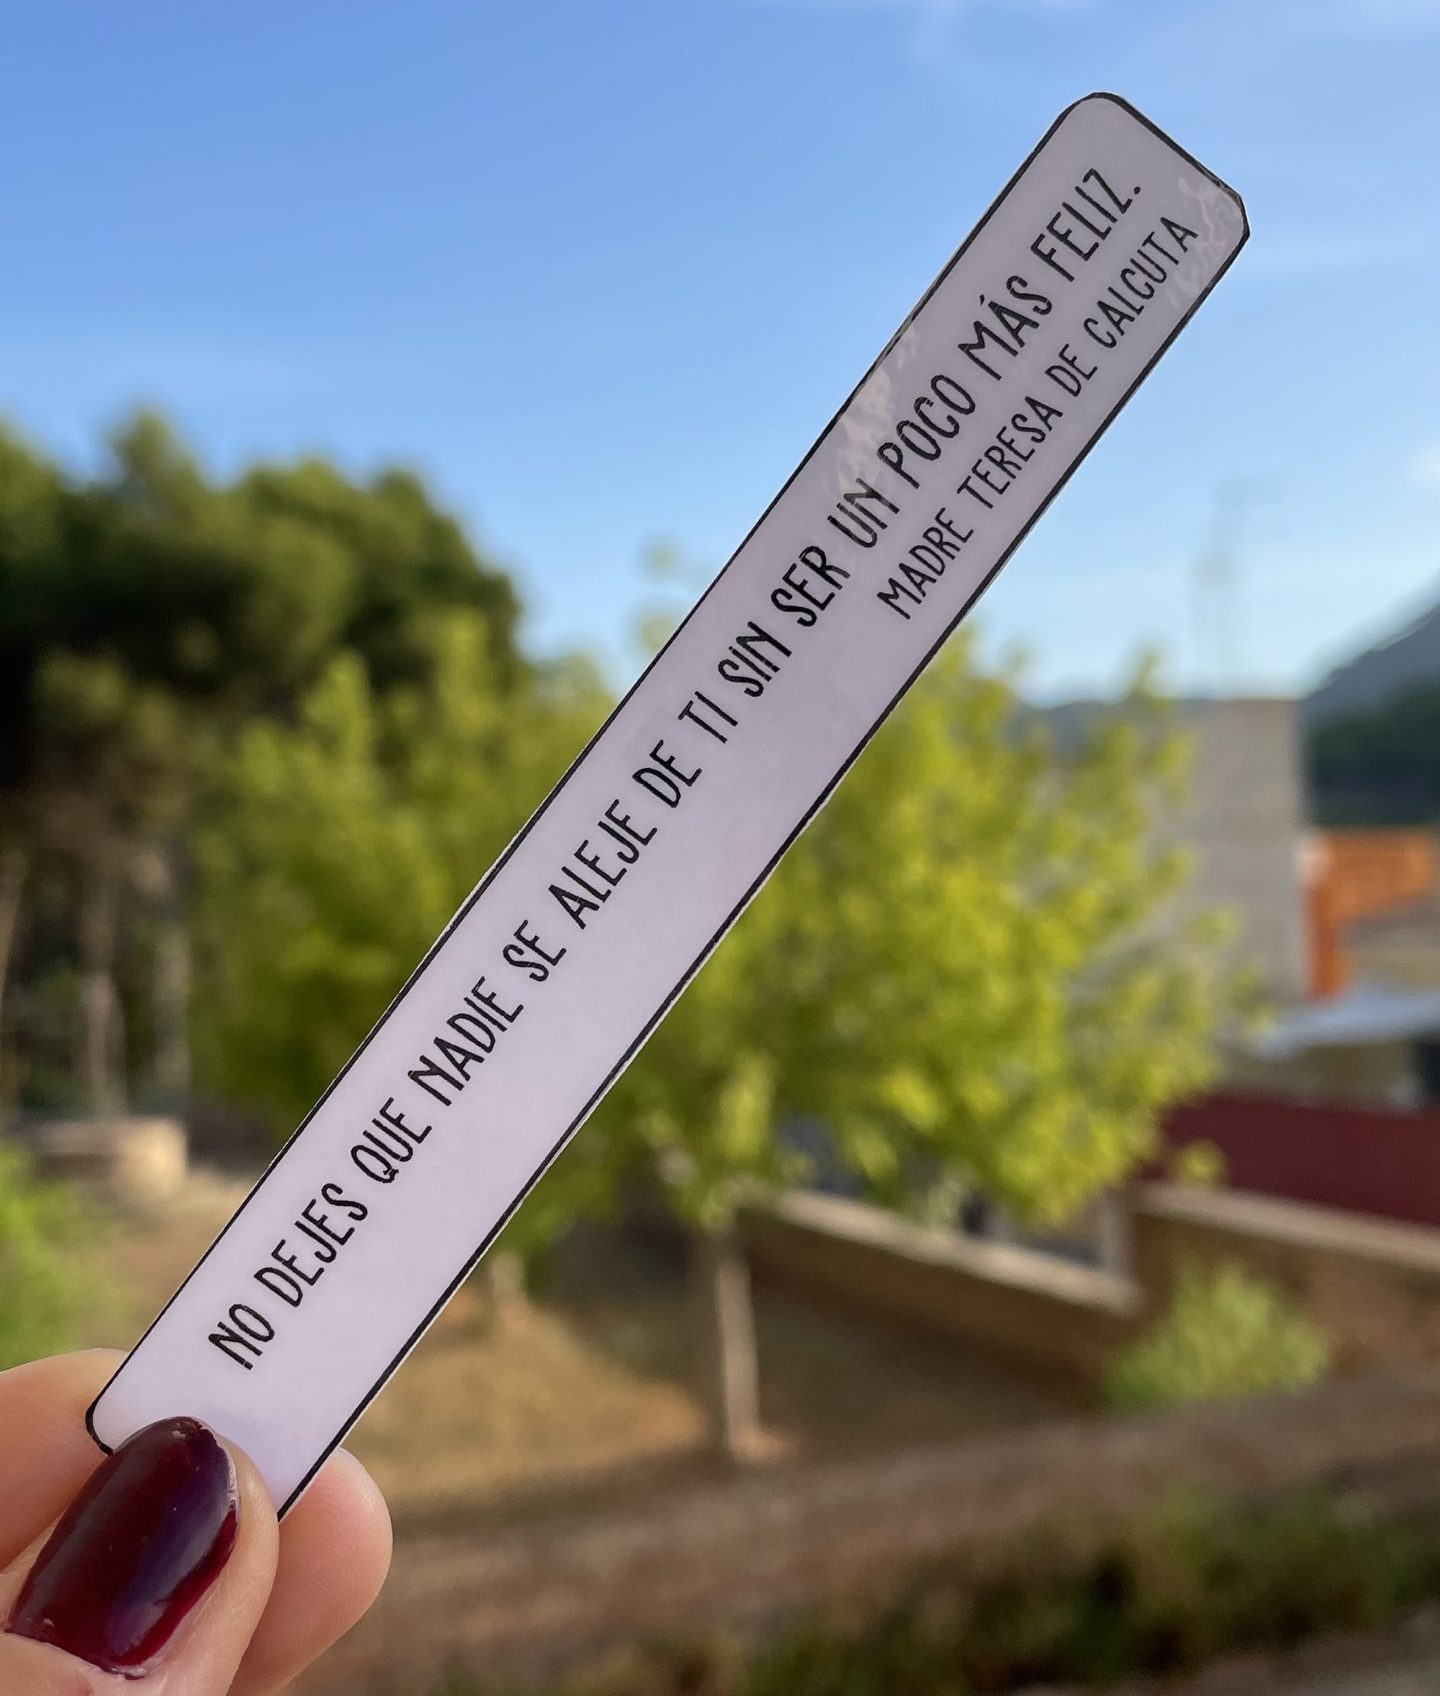 NO DEJES QUE NADIE SE ALEJE DE TI SIN SER UN POCO MÁS FELIZ.
MADRE TERESA DE CALCUTA